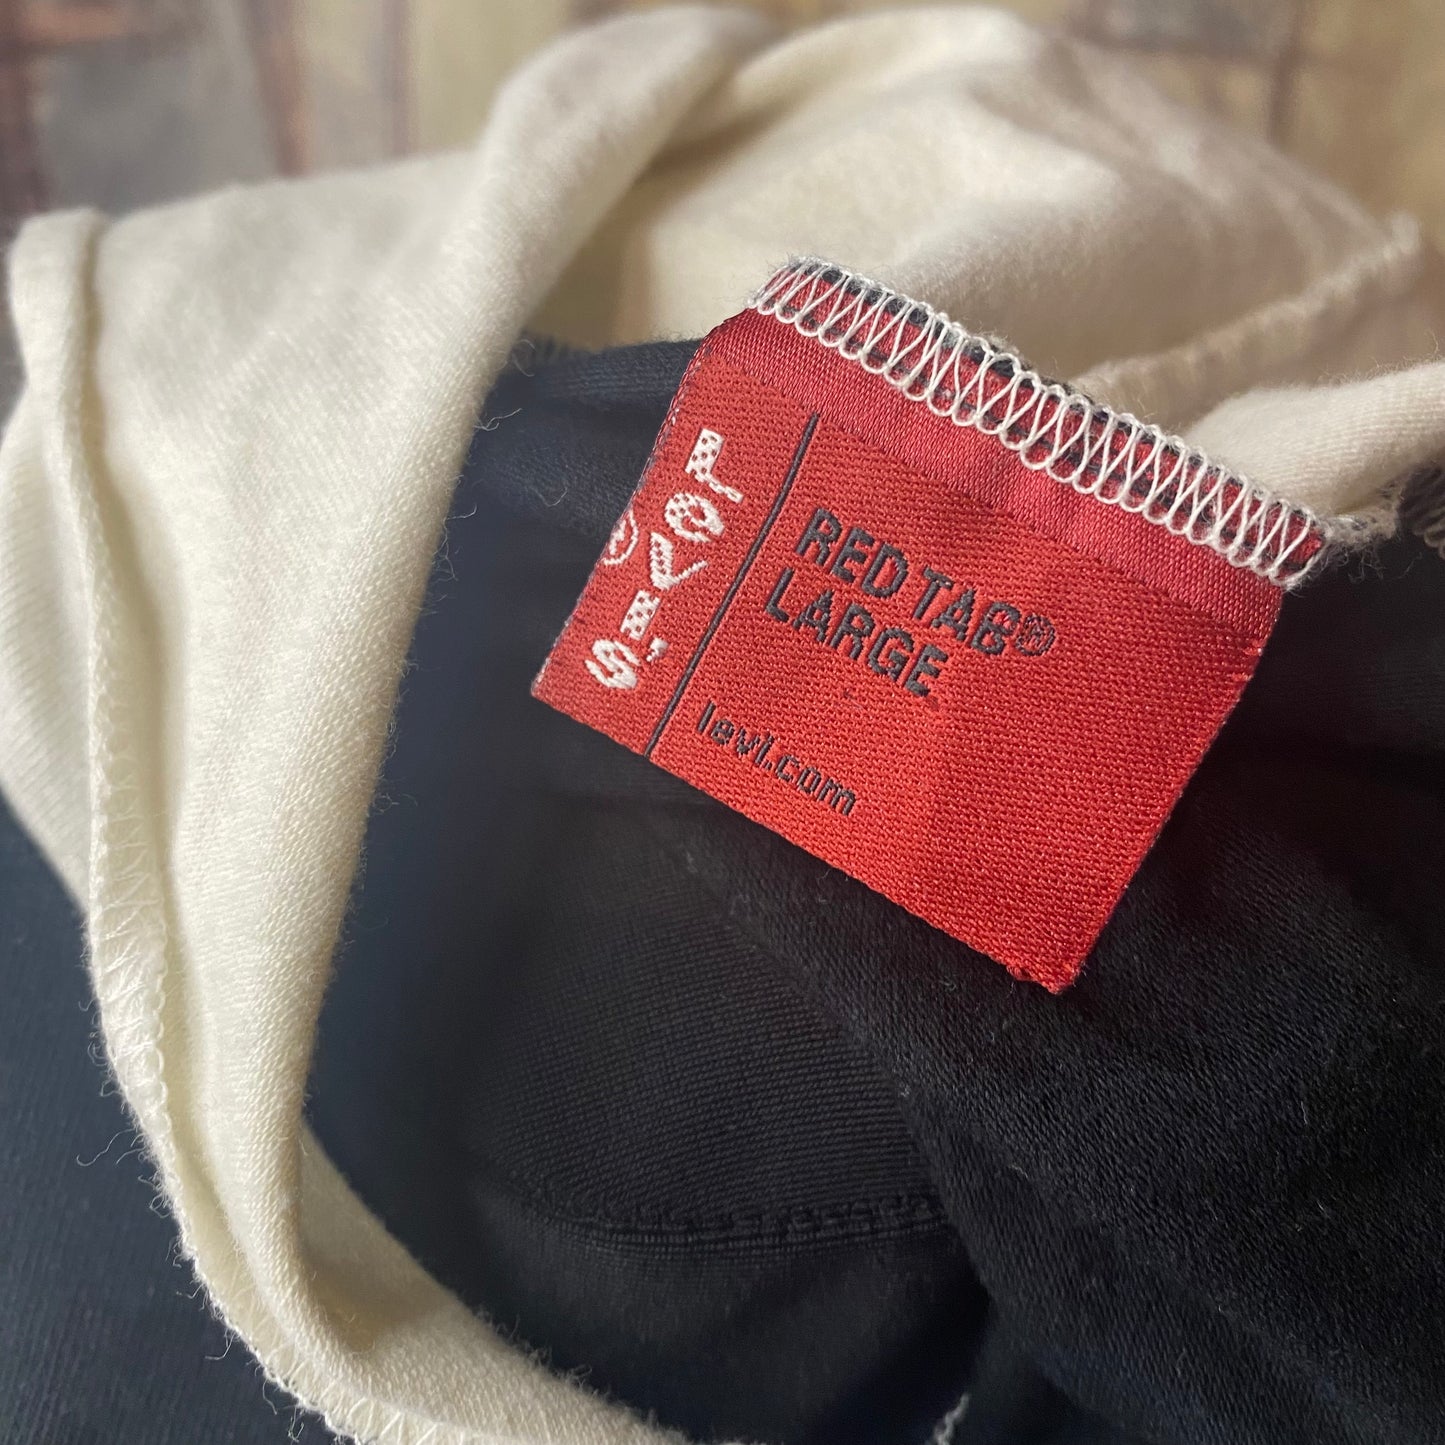 LEVI'S
®
RED TAB®
LARGE
levi.com